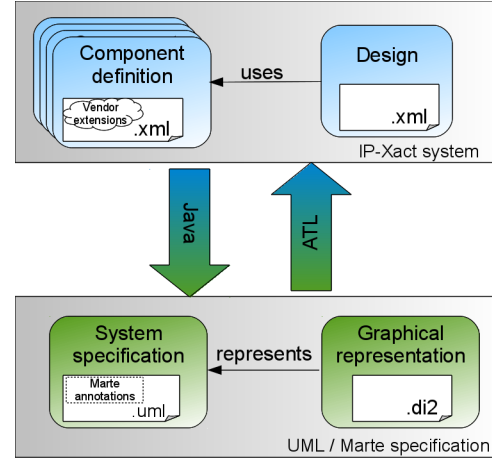 Component
definition
Vendor
extensions
.xml
uses
Design
.xml
IP-Xact system
Java
ATL
System
specification
Marte
annotations
.uml
represents
Graphical
representation
.di2
UML / Marte specification